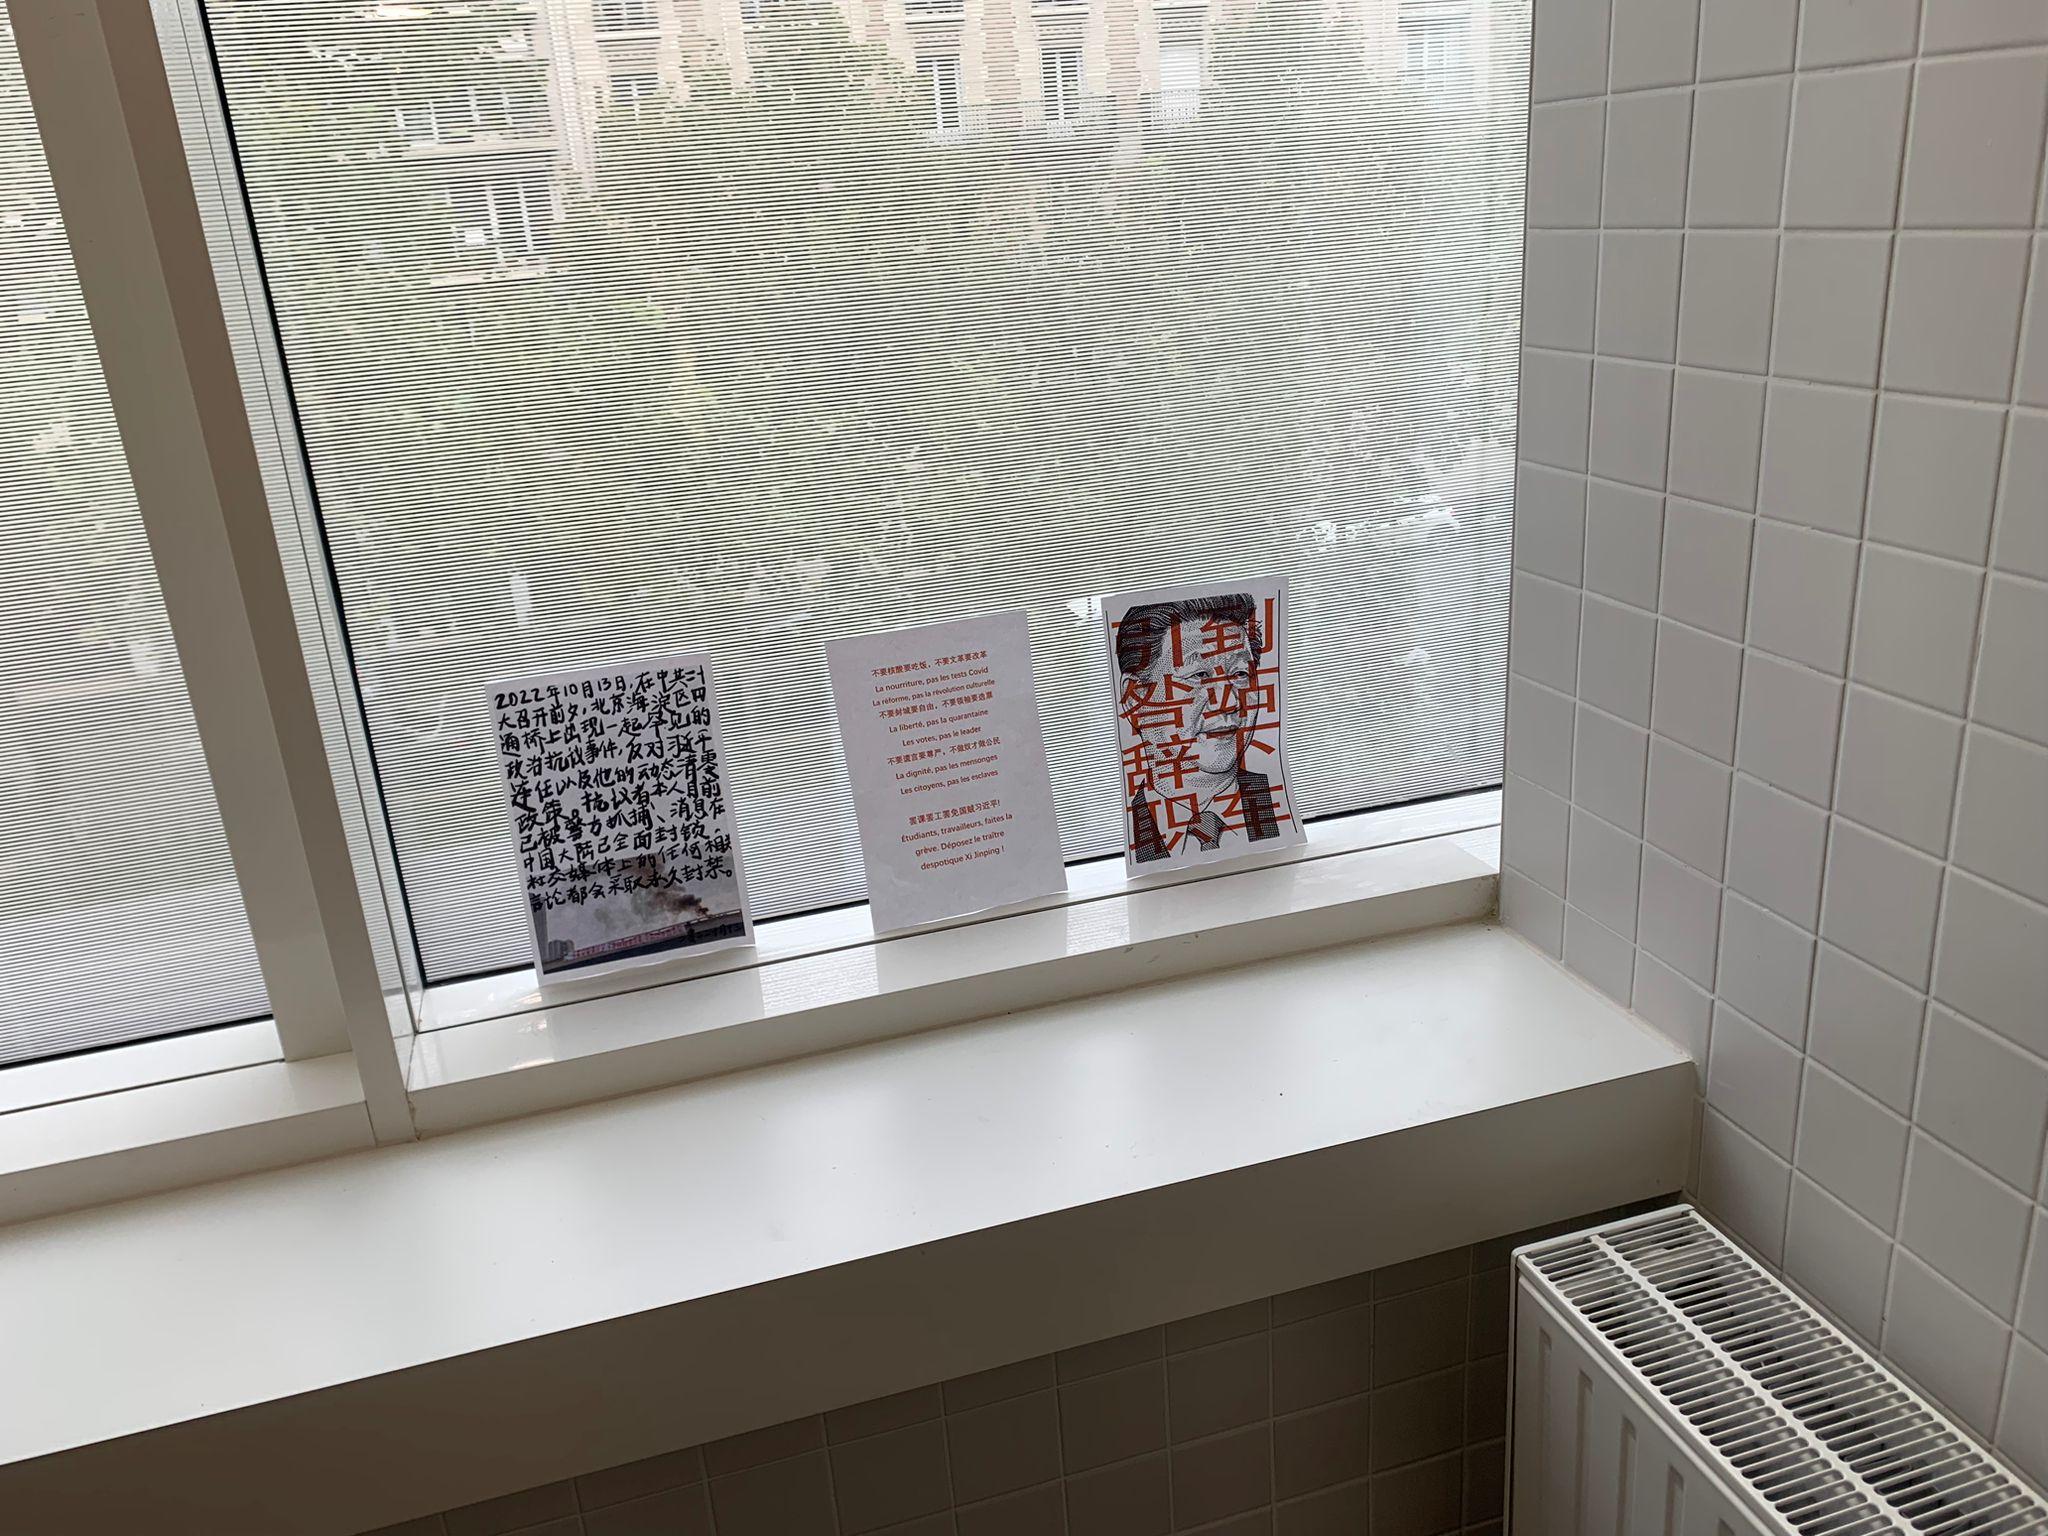 2022年10月13日,在中共二十
大召开前夕,北京海淀区四
通桥上出现一起罕见的
政治抗议事件,反对习近平
连任以及他的动态清零
政策。抗议者本人目前
已被警方抓捕、消息在
中国大陆已全面封锁,
社交媒体上的任何相
言论都会采取永久封禁。
不要核酸要吃饭，不要文革要改革
La nourriture, pas les tests Covid
La réforme, pas la révolution culturelle
不要封城要自由，不要领袖要选票
La liberté, pas la quarantaine
Les votes, pas le leader
不要谎言要尊严，不做奴才做公民
La dignité, pas les mensonges
Les citoyens, pas les esclaves
罢课罢工罢免国贼习近平!
Étudiants, travailleurs, faites la
grève. Déposez le traître
despotique Xi Jinping !
到站下车
引咎辞职